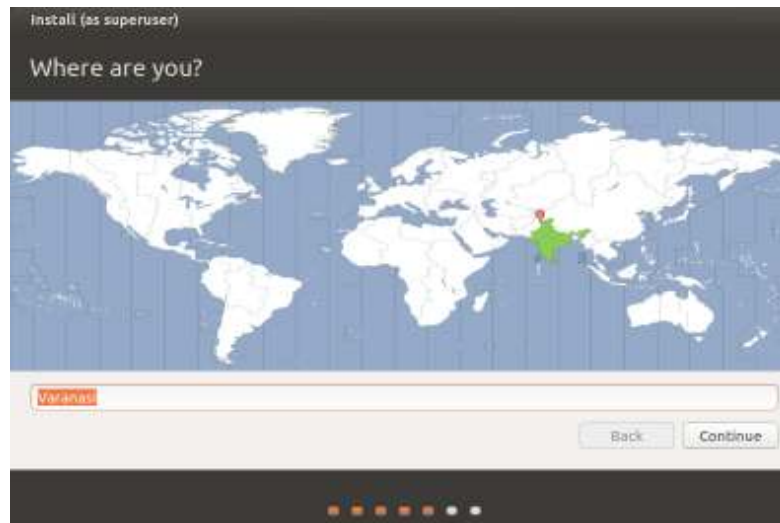 Install (as superuser)
Where are you?
Varanasi
Back
Continue